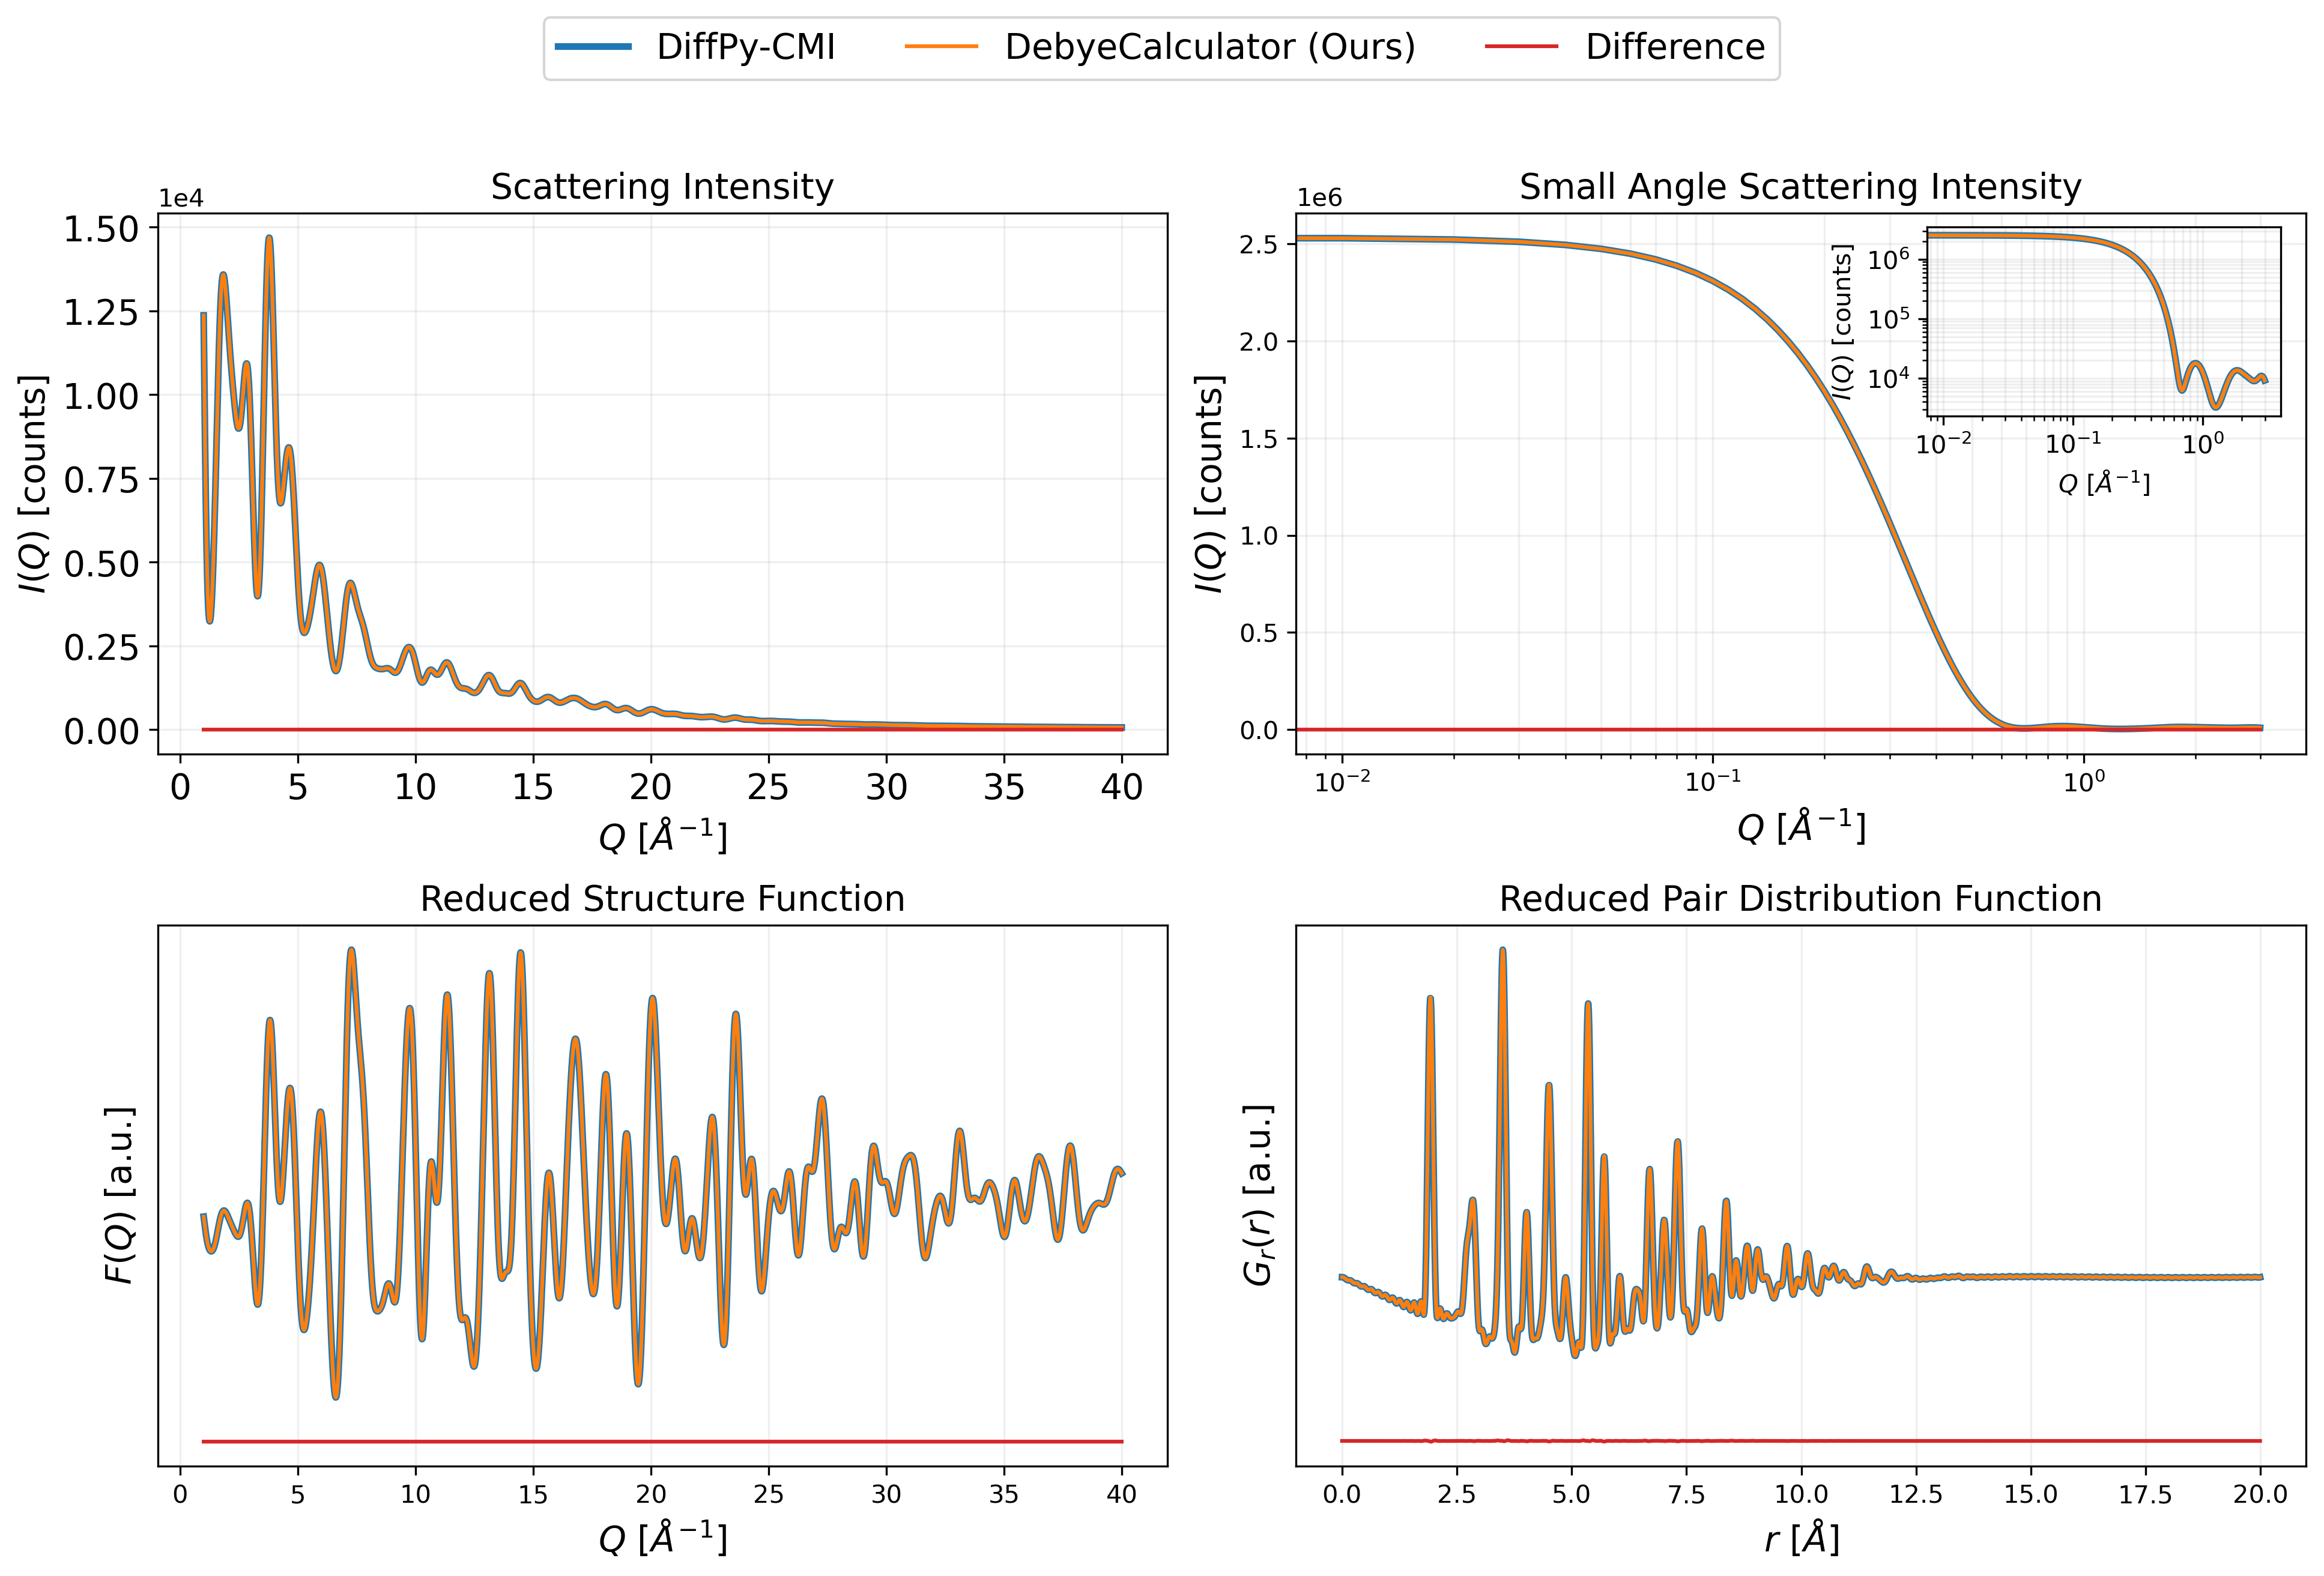 DiffPy-CMI DebyeCalculator (Ours) Difference
Scattering Intensity
1e4
1.50
1.25
1.00
0.75
0.50
0.25
0.00
I(Q) [counts]
0 5 10 15 20 25 30 35 40
Q [Å⁻¹]
Small Angle Scattering Intensity
1e6
2.5
2.0
1.5
1.0
0.5
0.0
I(Q) [counts]
10⁻² 10⁻¹ 10⁰
Q [Å⁻¹]
10⁶
10⁵
10⁴
I(Q) [counts]
10⁻² 10⁻¹ 10⁰
Q [Å⁻¹]
Reduced Structure Function
F(Q) [a.u.]
0 5 10 15 20 25 30 35 40
Q [Å⁻¹]
Reduced Pair Distribution Function
Gᵣ(r) [a.u.]
0.0 2.5 5.0 7.5 10.0 12.5 15.0 17.5 20.0
r [Å]